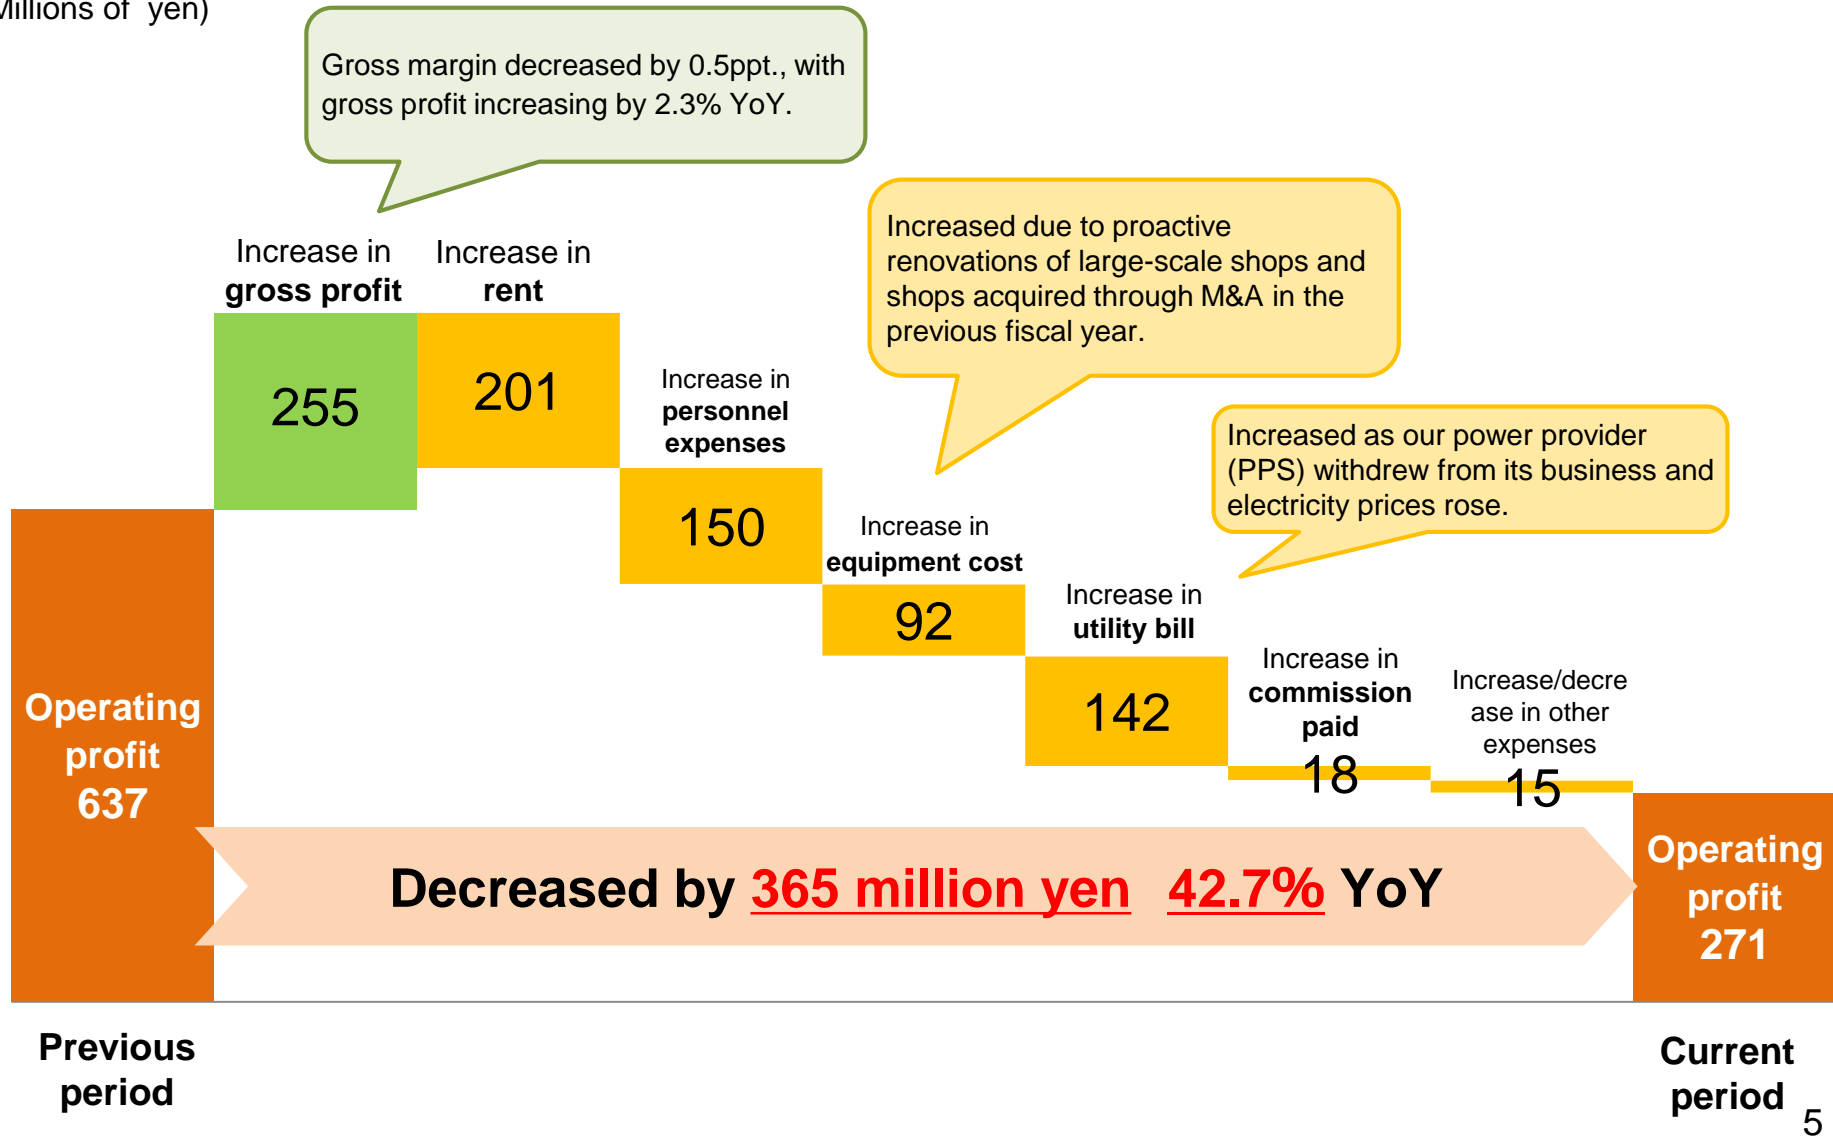 Millions of yen)
Gross margin decreased by 0.5ppt., with
gross profit increasing by 2.3% YoY.
Increased due to proactive
renovations of large-scale shops and
shops acquired through M&A in the
previous fiscal year.
Increase in
gross profit
Increase in
rent
255
201
Increase in
personnel
expenses
150
Increased as our power provider
(PPS) withdrew from its business and
electricity prices rose.
Increase in
equipment cost
92
Increase in
utility bill
142
Increase in
commission
paid
18
Increase/decre
ase in other
expenses
15
Operating
profit
637
Decreased by 365 million yen 42.7% YoY
Operating
profit
271
Previous
period
Current
period
5